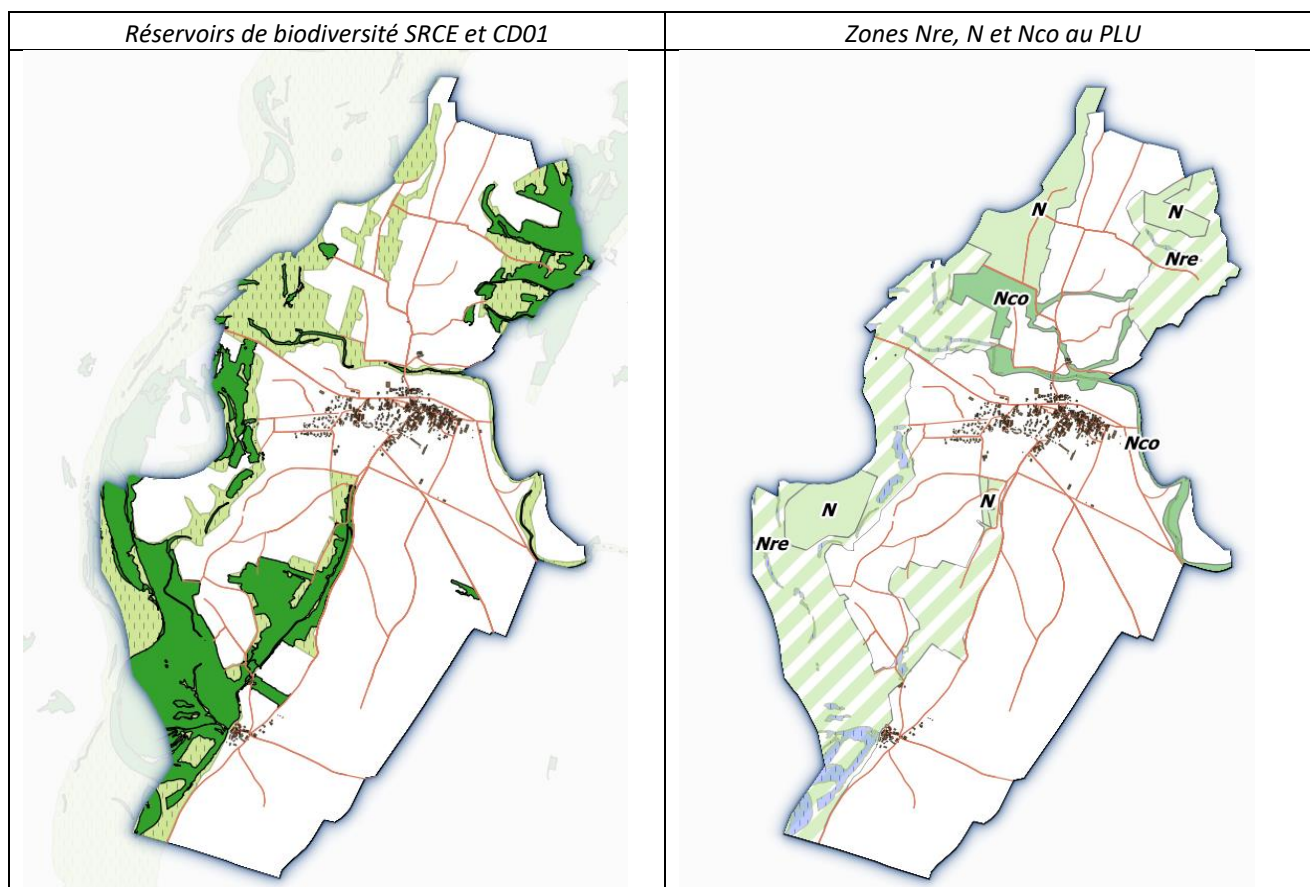 Réservoirs de biodiversité SRCE et CD01
Zones Nre, N et Nco au PLU
N
N
Nre
Nco
Nco
N
N
Nre